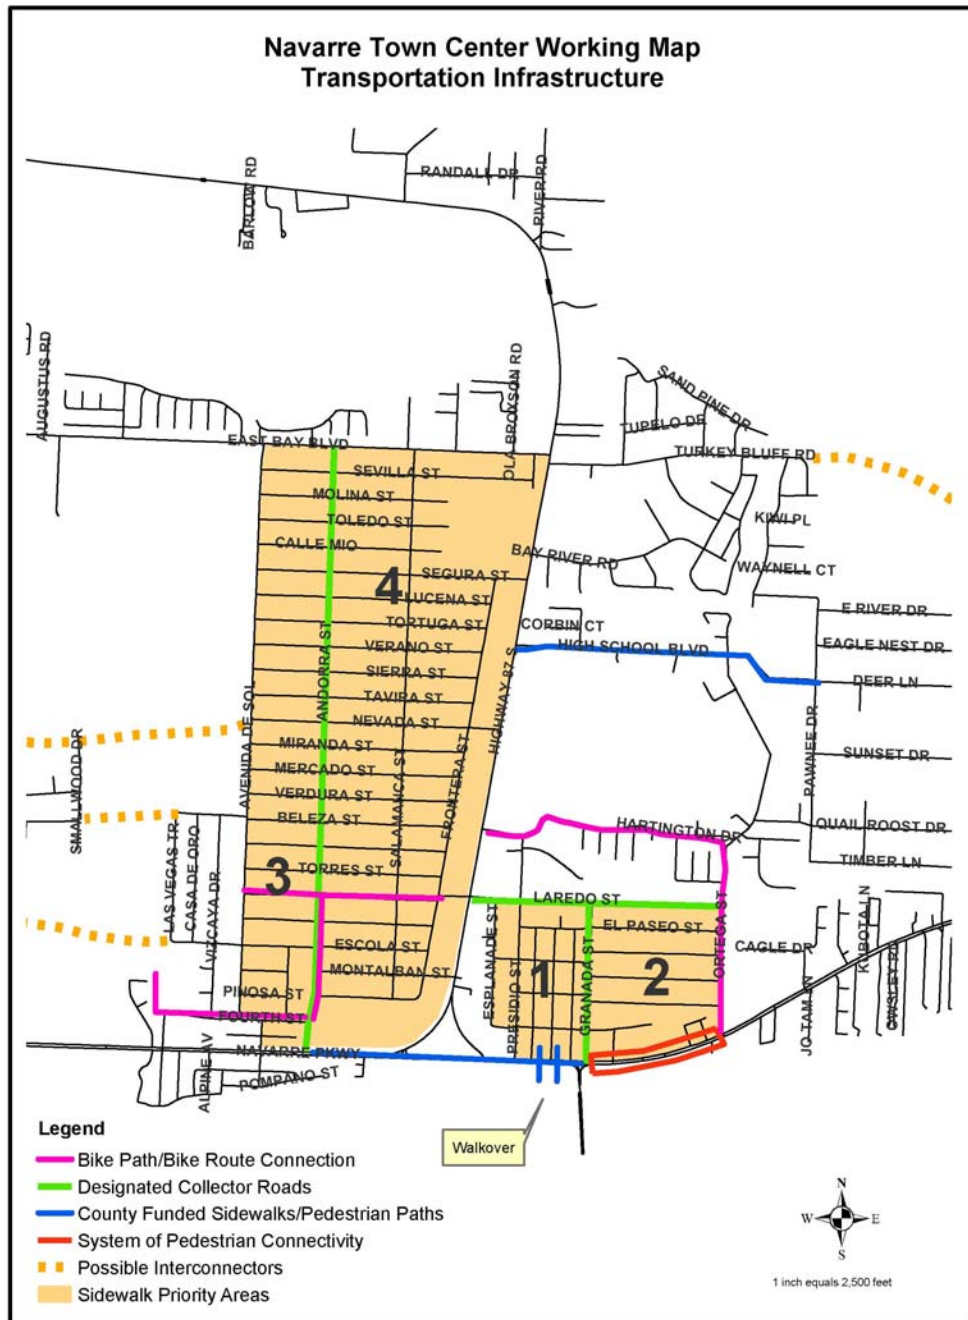 Navarre Town Center Working Map
Transportation Infrastructure
RANDALL DR
BARLOW RD
RIVER RD
AUGUSTUS RD
OLA BROXSON RD
SAND PINE DR
TUPELO DR
EAST BAY BLVD
TURKEY BLUFF RD
SEVILLA ST
MOLINA ST
TOLEDO ST
KIWI PL
CALLE MIO
BAY RIVER RD
WAYNELL CT
SEGURA ST
4
LUCENA ST
E RIVER DR
TORTUGA ST
CORBIN CT
VERANO ST
HIGH SCHOOL BLVD
EAGLE NEST DR
SIERRA ST
DEER LN
ANDORRA ST
TAVIRA ST
HIGHWAY 87 S
AVENIDA DE SOL
NEVADA ST
MIRANDA ST
SUNSET DR
PAWNEE DR
SMALLWOOD DR
MERCADO ST
SALAMANCA ST
FRONTERA ST
VERDURA ST
BELEZA ST
HARTINGTON DR
QUAIL ROOST DR
LAS VEGAS TR
CASA DE ORO
TORRES ST
TIMBER LN
3
VIZCAYA DR
LAREDO ST
KIBOTA LN
EL PASEO ST
ORTEGA ST
ESCOLA ST
CAGLE DR
ESPLANADE ST
MONTALBAN ST
PRESIDIO ST
1
GRANADA ST
2
OWSLEY RD
PINOSA ST
JO TAM LN
FOURTH ST
NAVARRE PKWY
ALPINE AV
POMPANO ST
Walkover
Legend
Bike Path/Bike Route Connection
Designated Collector Roads
County Funded Sidewalks/Pedestrian Paths
System of Pedestrian Connectivity
Possible Interconnectors
Sidewalk Priority Areas
N
W E
S
1 inch equals 2,500 feet